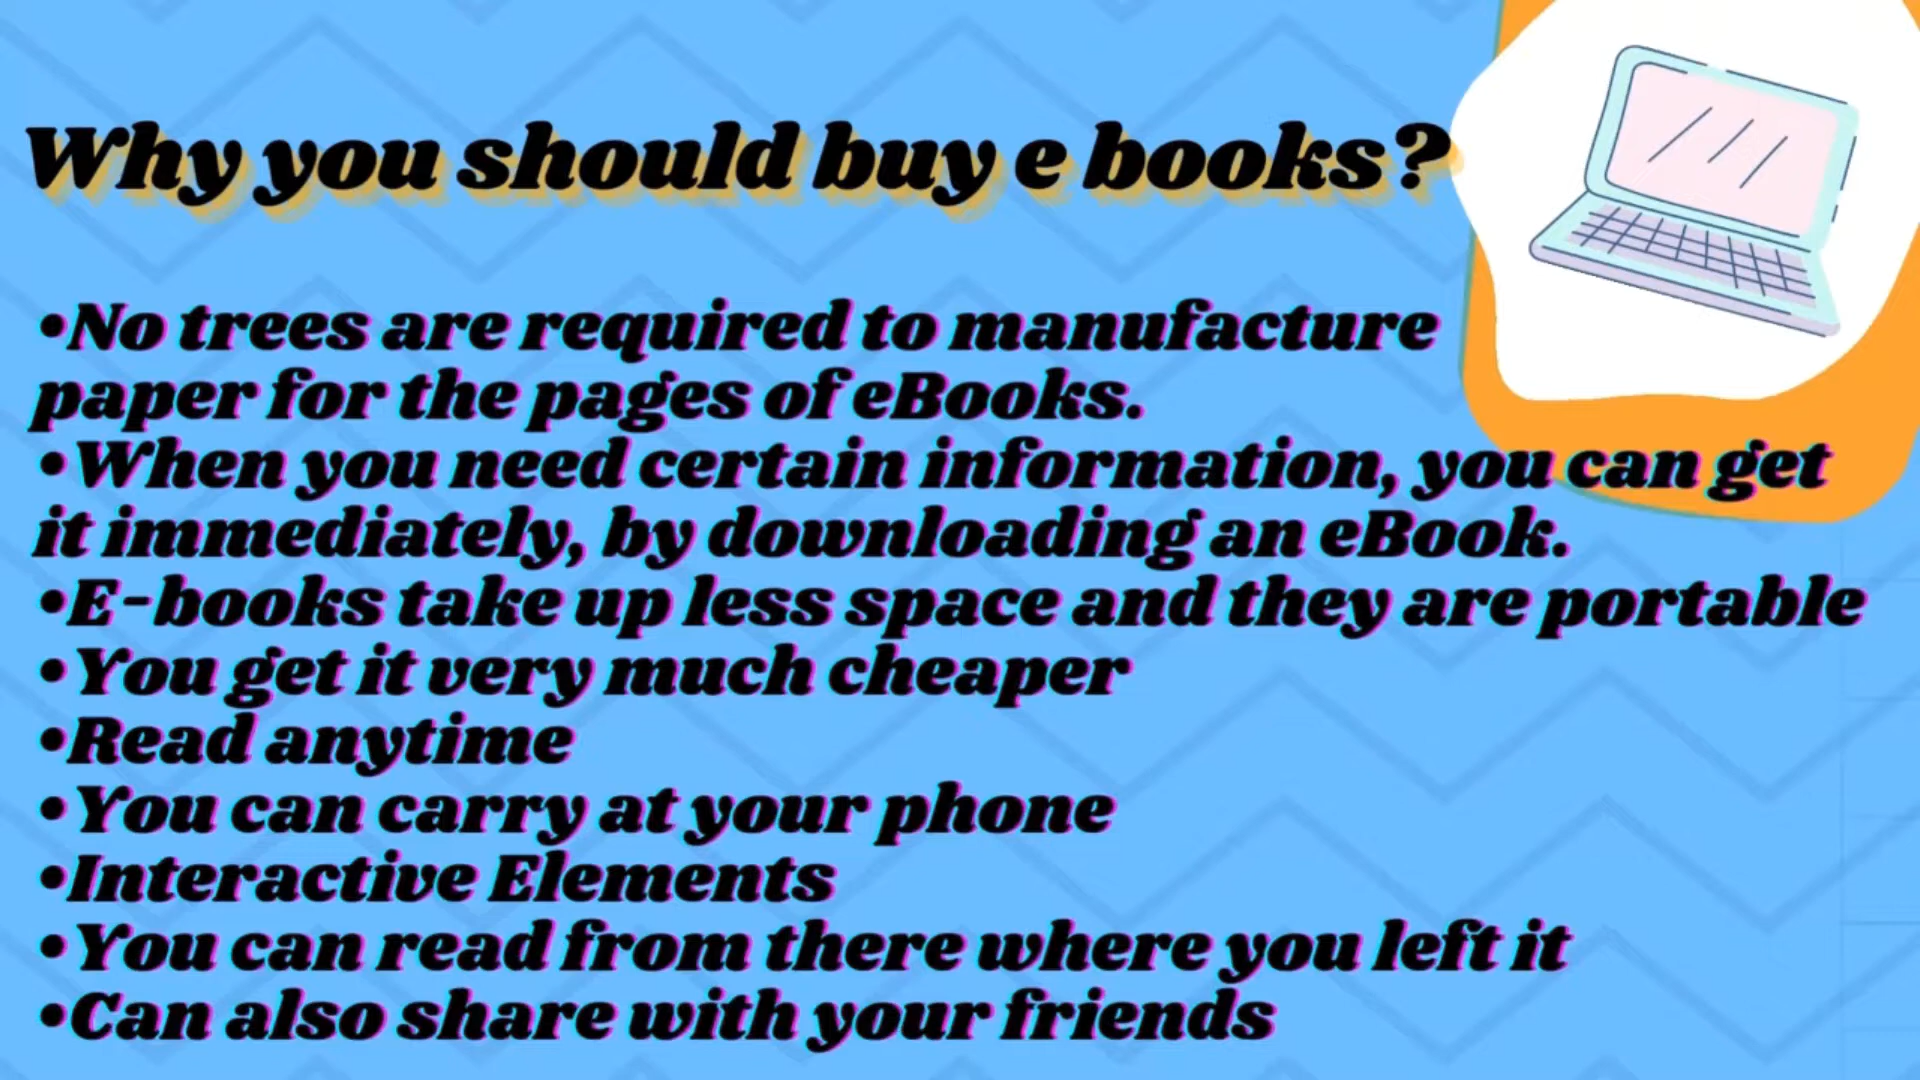 Why you should buy e books?
•No trees are required to manufacture
paper for the pages of eBooks.
•When you need certain information, you can get
it immediately, by downloading an eBook.
•E-books take up less space and they are portable
•You get it very much cheaper
•Read anytime
•You can carry at your phone
•Interactive Elements
•You can read from there where you left it
•Can also share with your friends